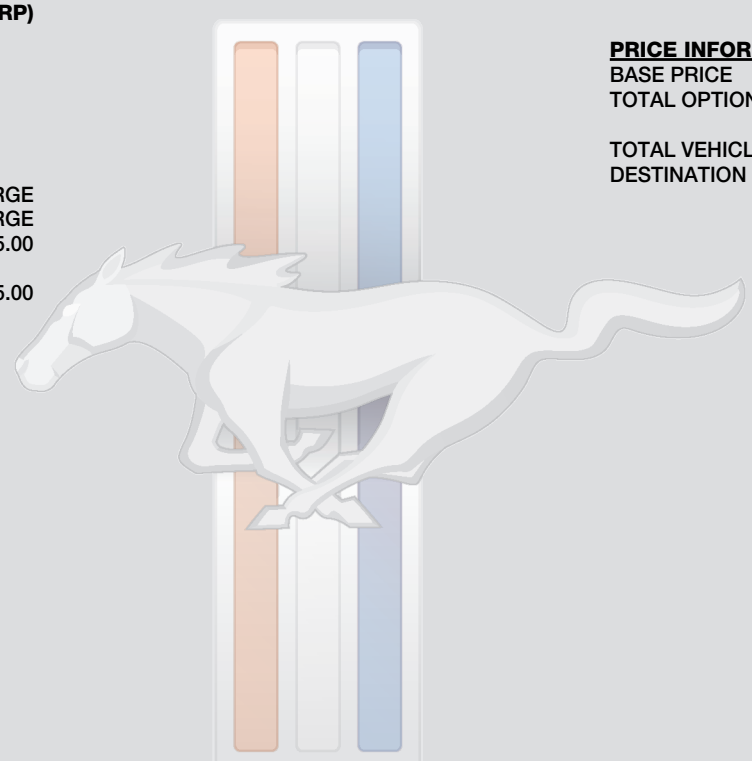 RP)
RGE
RGE
5.00
5.00
PRICE INFOR
BASE PRICE
TOTAL OPTION
TOTAL VEHICL
DESTINATION